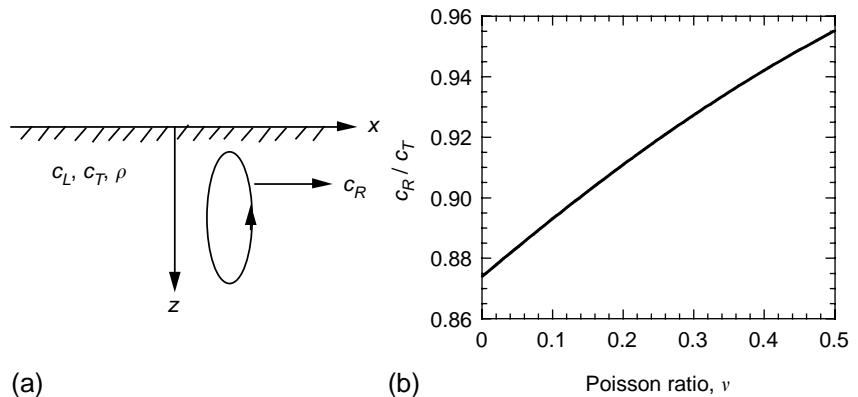 x
c_L, c_T, ρ
c_R
z
(a)
0.96
0.94
0.92
0.90
0.88
0.86
c_R / c_T
0
0.1
0.2
0.3
0.4
0.5
Poisson ratio, ν
(b)